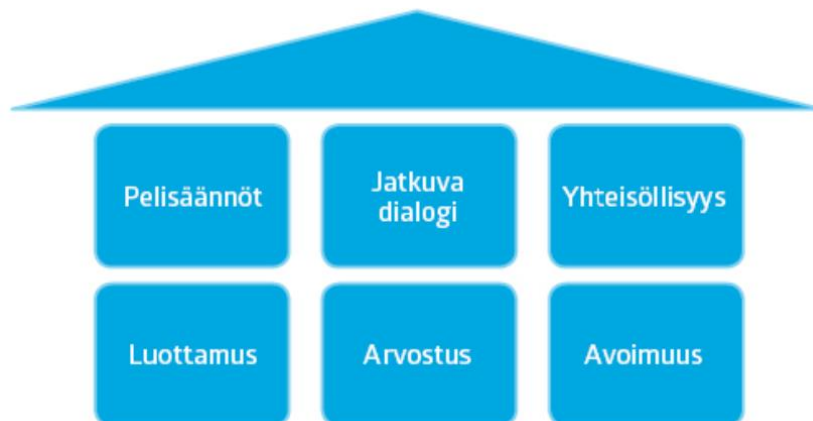 Pelisäännöt
Jatkuva
dialogi
Yhteisöllisyys
Luottamus
Arvostus
Avoimuus